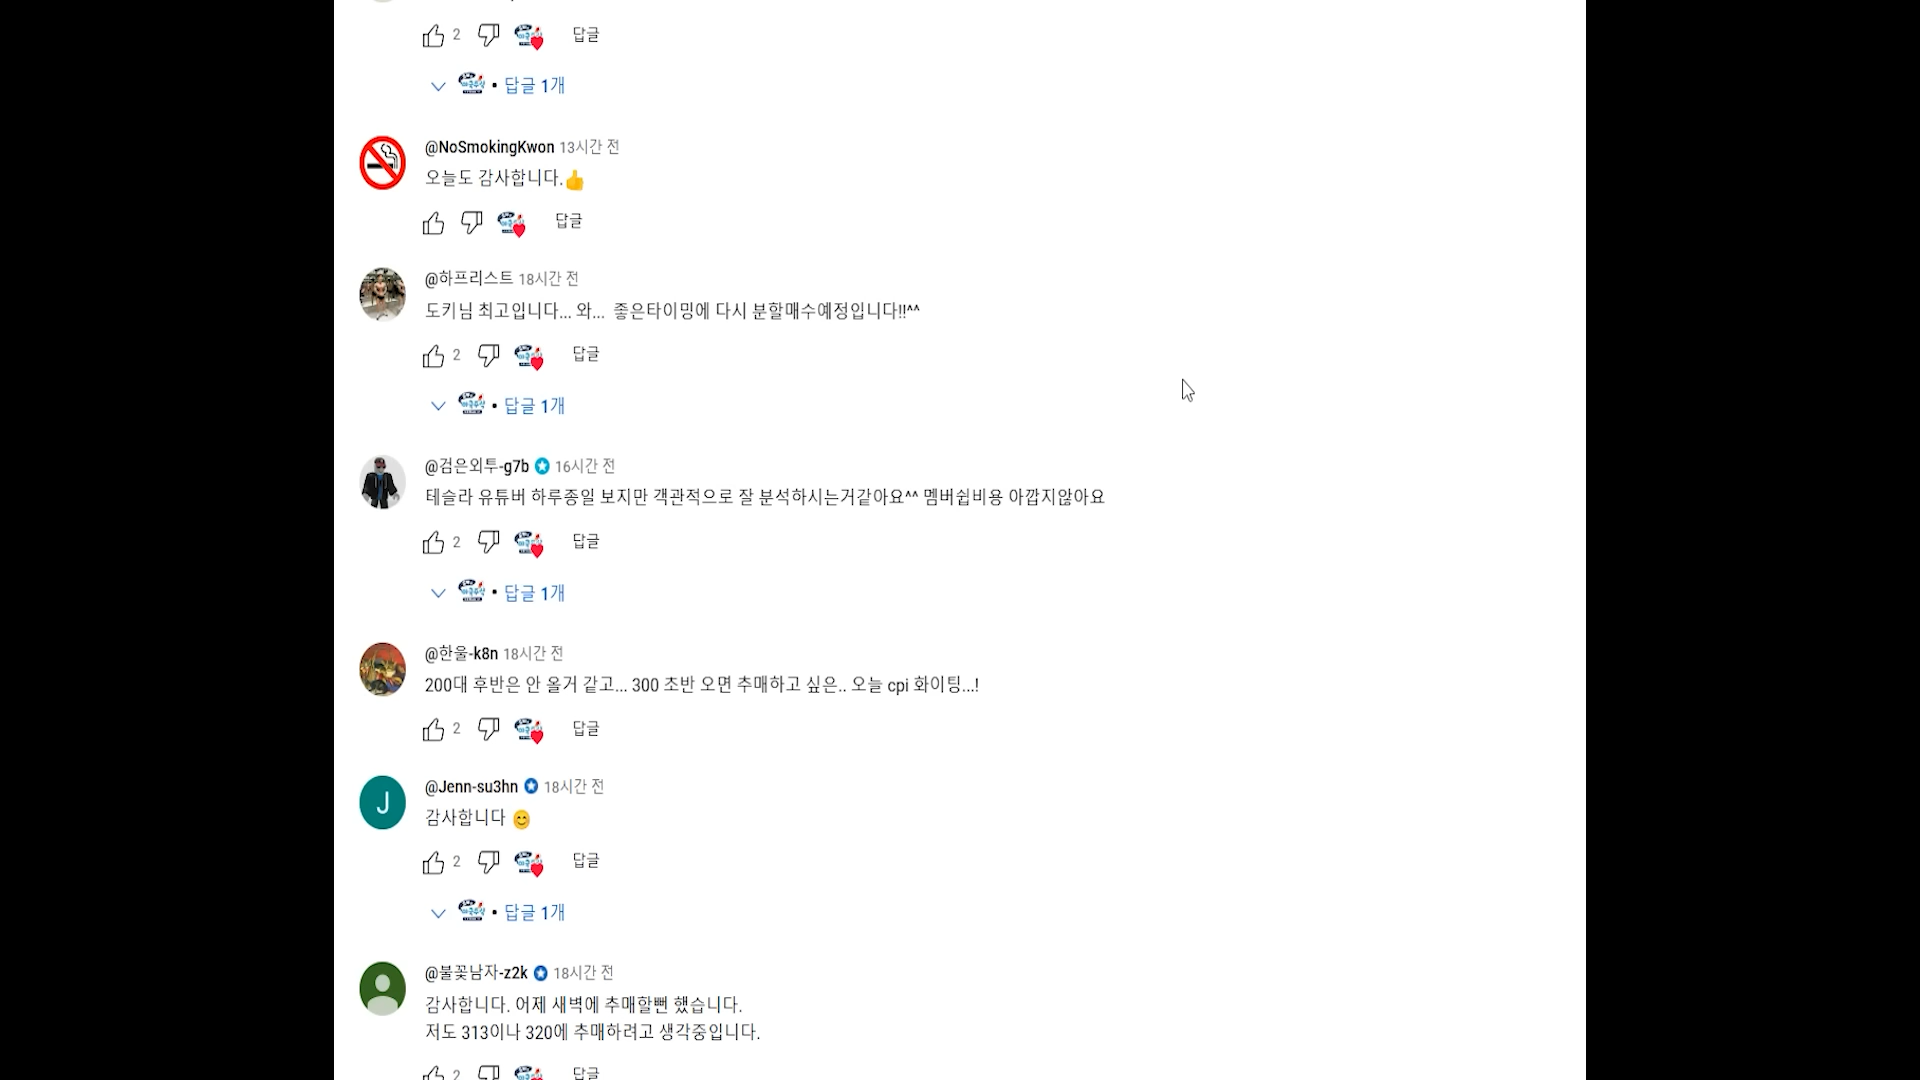 2 답글
• 답글 1개
@NoSmokingKwon 13시간 전
오늘도 감사합니다.👍
답글
@하프리스트 18시간 전
도키님 최고입니다... 와... 좋은타이밍에 다시 분할매수예정입니다!!^^
2 답글
• 답글 1개
@검은외투-g7b 16시간 전
테슬라 유튜버 하루종일 보지만 객관적으로 잘 분석하시는거같아요^^ 멤버쉽비용 아깝지않아요
2 답글
• 답글 1개
@한울-k8n 18시간 전
200대 후반은 안 올거 같고... 300 초반 오면 추매하고 싶은.. 오늘 cpi 화이팅...!
2 답글
@Jenn-su3hn 18시간 전
감사합니다 😊
2 답글
• 답글 1개
J
@불꽃남자-z2k 18시간 전
감사합니다. 어제 새벽에 추매할뻔 했습니다.
저도 313이나 320에 추매하려고 생각중입니다.
2 답글